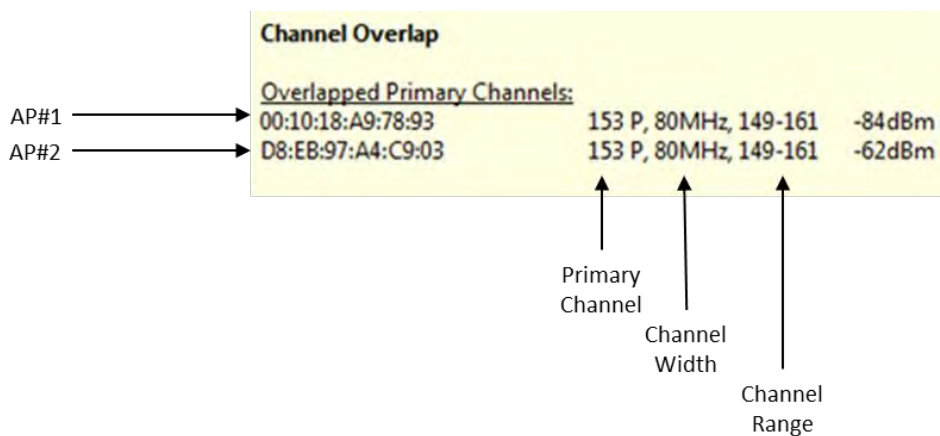 Channel Overlap
Overlapped Primary Channels:
AP#1 00:10:18:A9:78:93 153 P, 80MHz, 149-161 -84dBm
AP#2 D8:EB:97:A4:C9:03 153 P, 80MHz, 149-161 -62dBm
Primary
Channel
Channel
Width
Channel
Range